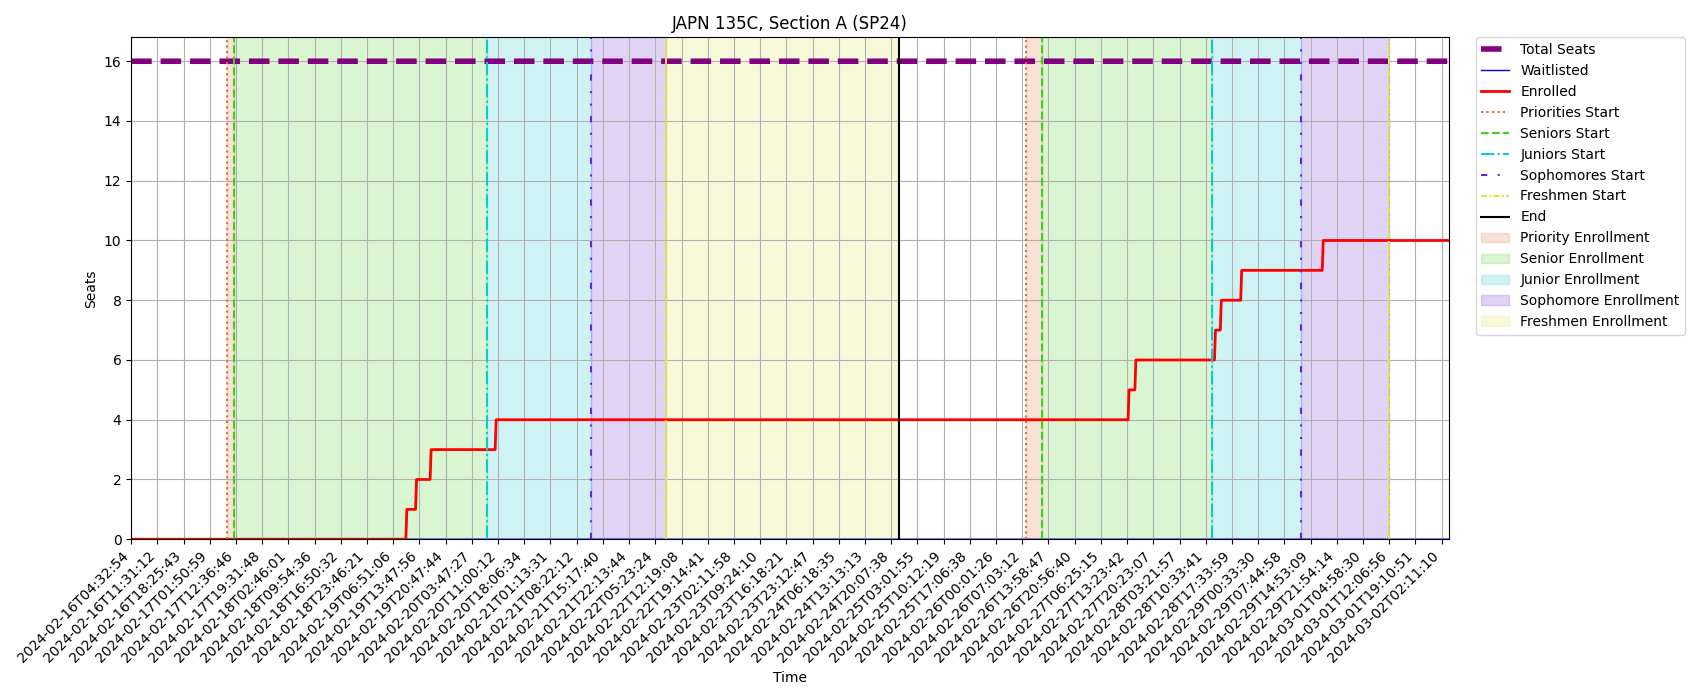 JAPN 135C, Section A (SP24)
Seats
16
14
12
10
8
6
4
2
0
2024-02-16T04:32:54
2024-02-16T11:31:12
2024-02-16T18:25:43
2024-02-17T01:50:59
2024-02-17T12:36:46
2024-02-17T19:31:48
2024-02-18T02:46:01
2024-02-18T09:54:36
2024-02-18T16:50:32
2024-02-18T23:46:21
2024-02-19T06:51:06
2024-02-19T13:47:56
2024-02-19T20:47:44
2024-02-20T03:47:27
2024-02-20T11:00:12
2024-02-20T18:06:34
2024-02-21T01:13:31
2024-02-21T08:22:12
2024-02-21T15:17:40
2024-02-21T22:13:44
2024-02-22T05:23:24
2024-02-22T12:19:08
2024-02-22T19:14:41
2024-02-23T02:11:58
2024-02-23T09:24:10
2024-02-23T16:18:21
2024-02-23T23:12:47
2024-02-24T06:18:35
2024-02-24T13:13:13
2024-02-24T20:07:38
2024-02-25T03:01:55
2024-02-25T10:12:19
2024-02-25T17:06:38
2024-02-26T00:01:26
2024-02-26T07:03:12
2024-02-26T13:58:47
2024-02-26T20:56:40
2024-02-27T06:25:15
2024-02-27T13:23:42
2024-02-27T20:23:07
2024-02-28T03:21:57
2024-02-28T10:33:41
2024-02-28T17:33:59
2024-02-29T00:33:30
2024-02-29T07:44:58
2024-02-29T14:53:09
2024-02-29T21:54:14
2024-03-01T04:58:30
2024-03-01T12:06:56
2024-03-01T19:10:51
2024-03-02T02:11:10
Time
Total Seats
Waitlisted
Enrolled
Priorities Start
Seniors Start
Juniors Start
Sophomores Start
Freshmen Start
End
Priority Enrollment
Senior Enrollment
Junior Enrollment
Sophomore Enrollment
Freshmen Enrollment